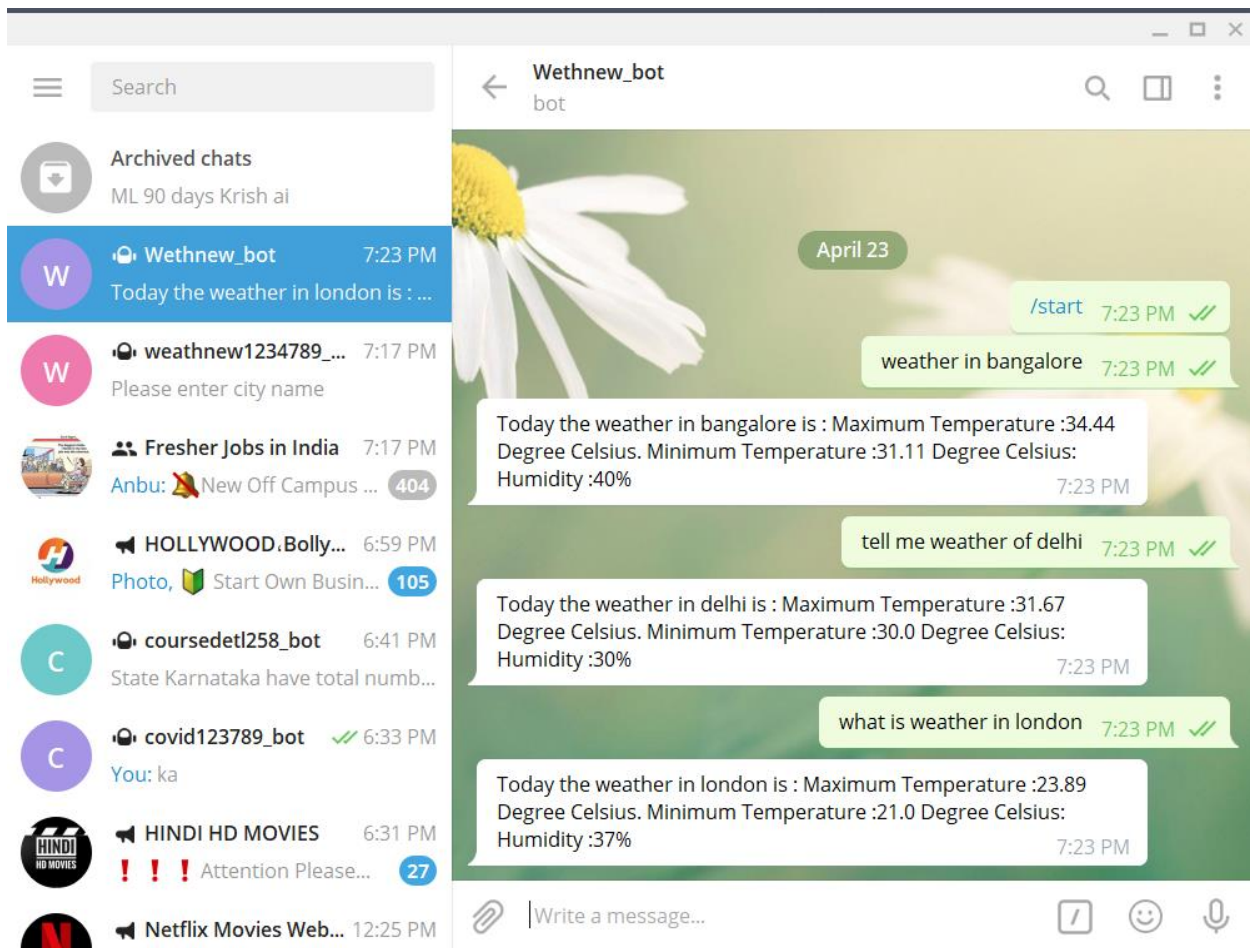 Search
Archived chats
ML 90 days Krish ai
W
Wethnew_bot 7:23 PM
Today the weather in london is : ...
W
weathnew1234789_... 7:17 PM
Please enter city name
Fresher Jobs in India 7:17 PM
Anbu: New Off Campus ... 404
Hollywood
HOLLYWOOD.Bolly... 6:59 PM
Photo, Start Own Busin... 105
C
coursedetl258_bot 6:41 PM
State Karnataka have total numb...
C
covid123789_bot 6:33 PM
You: ka
HINDI
HD MOVIES
HINDI HD MOVIES 6:31 PM
❗ ❗ ❗ Attention Please... 27
N
Netflix Movies Web... 12:25 PM
Wethnew_bot
bot
April 23
/start 7:23 PM
weather in bangalore 7:23 PM
Today the weather in bangalore is : Maximum Temperature :34.44
Degree Celsius. Minimum Temperature :31.11 Degree Celsius:
Humidity :40% 7:23 PM
tell me weather of delhi 7:23 PM
Today the weather in delhi is : Maximum Temperature :31.67
Degree Celsius. Minimum Temperature :30.0 Degree Celsius:
Humidity :30% 7:23 PM
what is weather in london 7:23 PM
Today the weather in london is : Maximum Temperature :23.89
Degree Celsius. Minimum Temperature :21.0 Degree Celsius:
Humidity :37% 7:23 PM
Write a message...